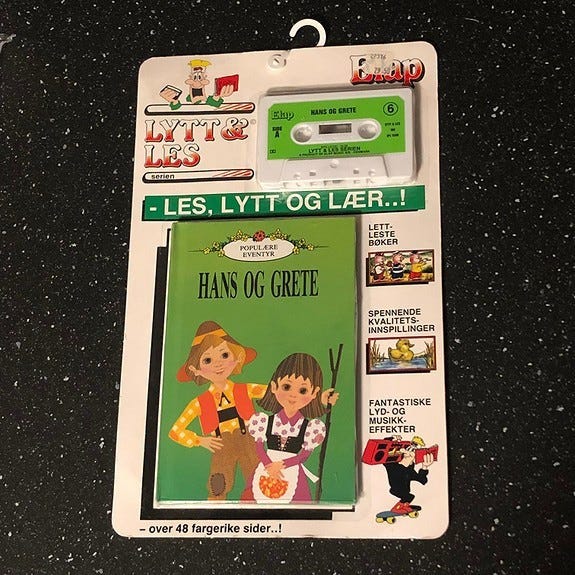 Elap
LYTT &
LES
serien
Elap
HANS OG GRETE
6
SIDE
A
LYTT & LES SERIEN
- LES, LYTT OG LÆR..!
POPULÆRE
EVENTYR
HANS OG GRETE
LETT-
LESTE
BØKER
SPENNENDE
KVALITETS-
INNSPILLINGER
FANTASTISKE
LYD- OG
MUSIKK-
EFFEKTER
- over 48 fargerike sider..!